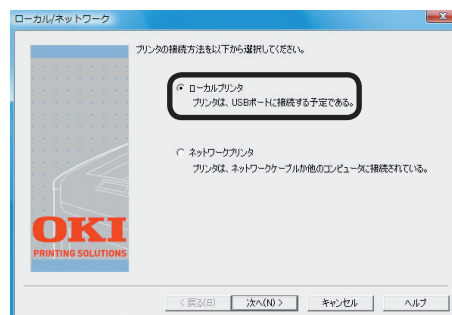 ローカル/ネットワーク
プリンタの接続方法を以下から選択してください。
ローカルプリンタ
プリンタは、USBポートに接続する予定である。
ネットワークプリンタ
プリンタは、ネットワークケーブルか他のコンピュータに接続されている。
OKI
PRINTING SOLUTIONS
< 戻る(B) 次へ(N) > キャンセル ヘルプ